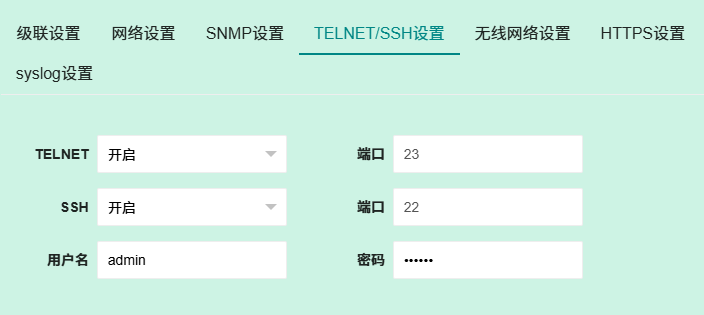 级联设置 网络设置 SNMP设置 TELNET/SSH设置 无线网络设置 HTTPS设置
syslog设置
TELNET 开启 端口 23
SSH 开启 端口 22
用户名 admin 密码 ••••••